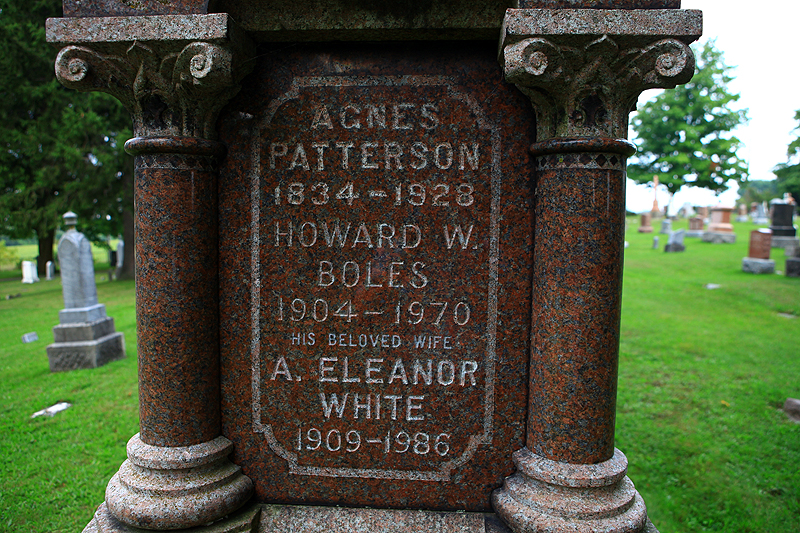 AGNES
PATTERSON
1834-1928
HOWARD W.
BOLES
1904-1970
HIS BELOVED WIFE
A. ELEANOR
WHITE
1909-1986